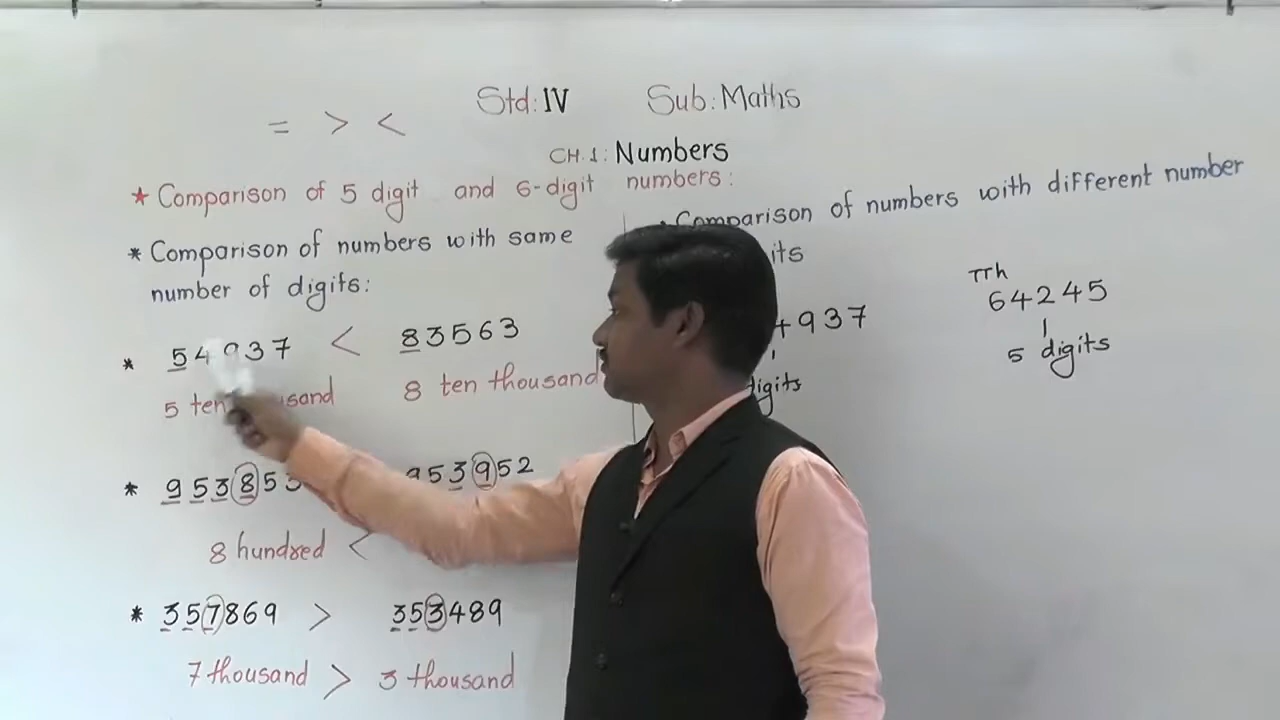 Std: IV Sub: Maths
= > <
CH. 1: Numbers
* Comparison of 5 digit and 6-digit numbers:
* Comparison of numbers with same
number of digits:
* 54937 < 83563
5 ten thousand 8 ten thousand
* 95385 953952
8 hundred <
* 357869 > 353489
7 thousand > 3 thousand
Comparison of numbers with different number
4937
digits
TTh
64245
5 digits